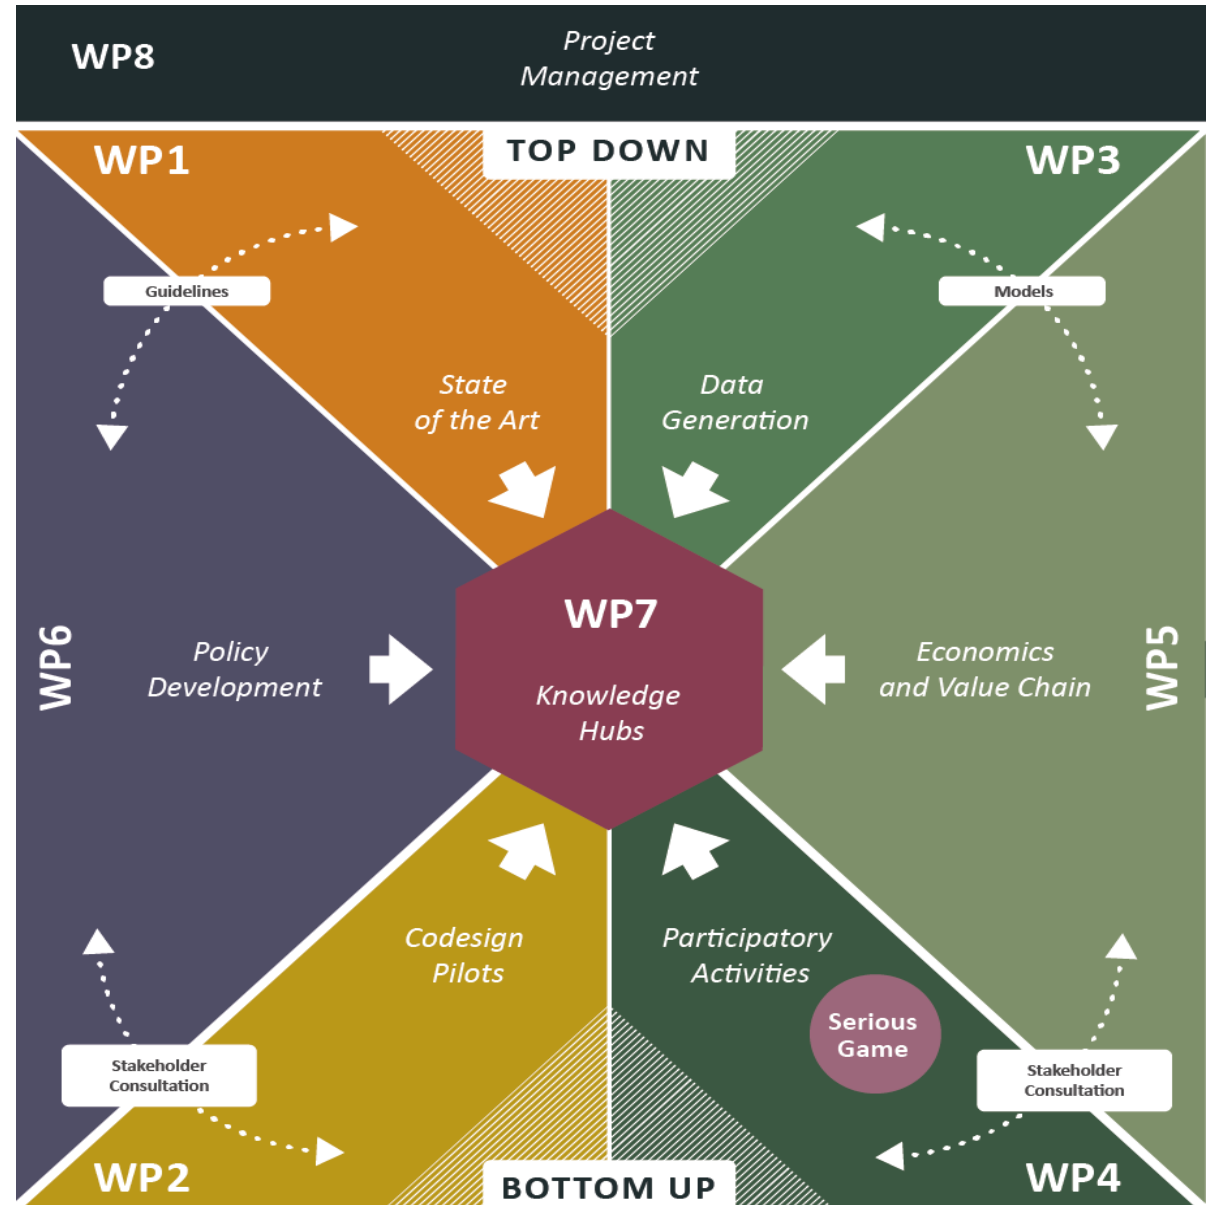 WP8
Project
Management
TOP DOWN
WP1
WP3
Guidelines
Models
State
of the Art
Data
Generation
WP7
Knowledge
Hubs
WP6
Policy
Development
Economics
and Value Chain
WP5
Codesign
Pilots
Participatory
Activities
Serious
Game
Stakeholder
Consultation
Stakeholder
Consultation
WP2
BOTTOM UP
WP4